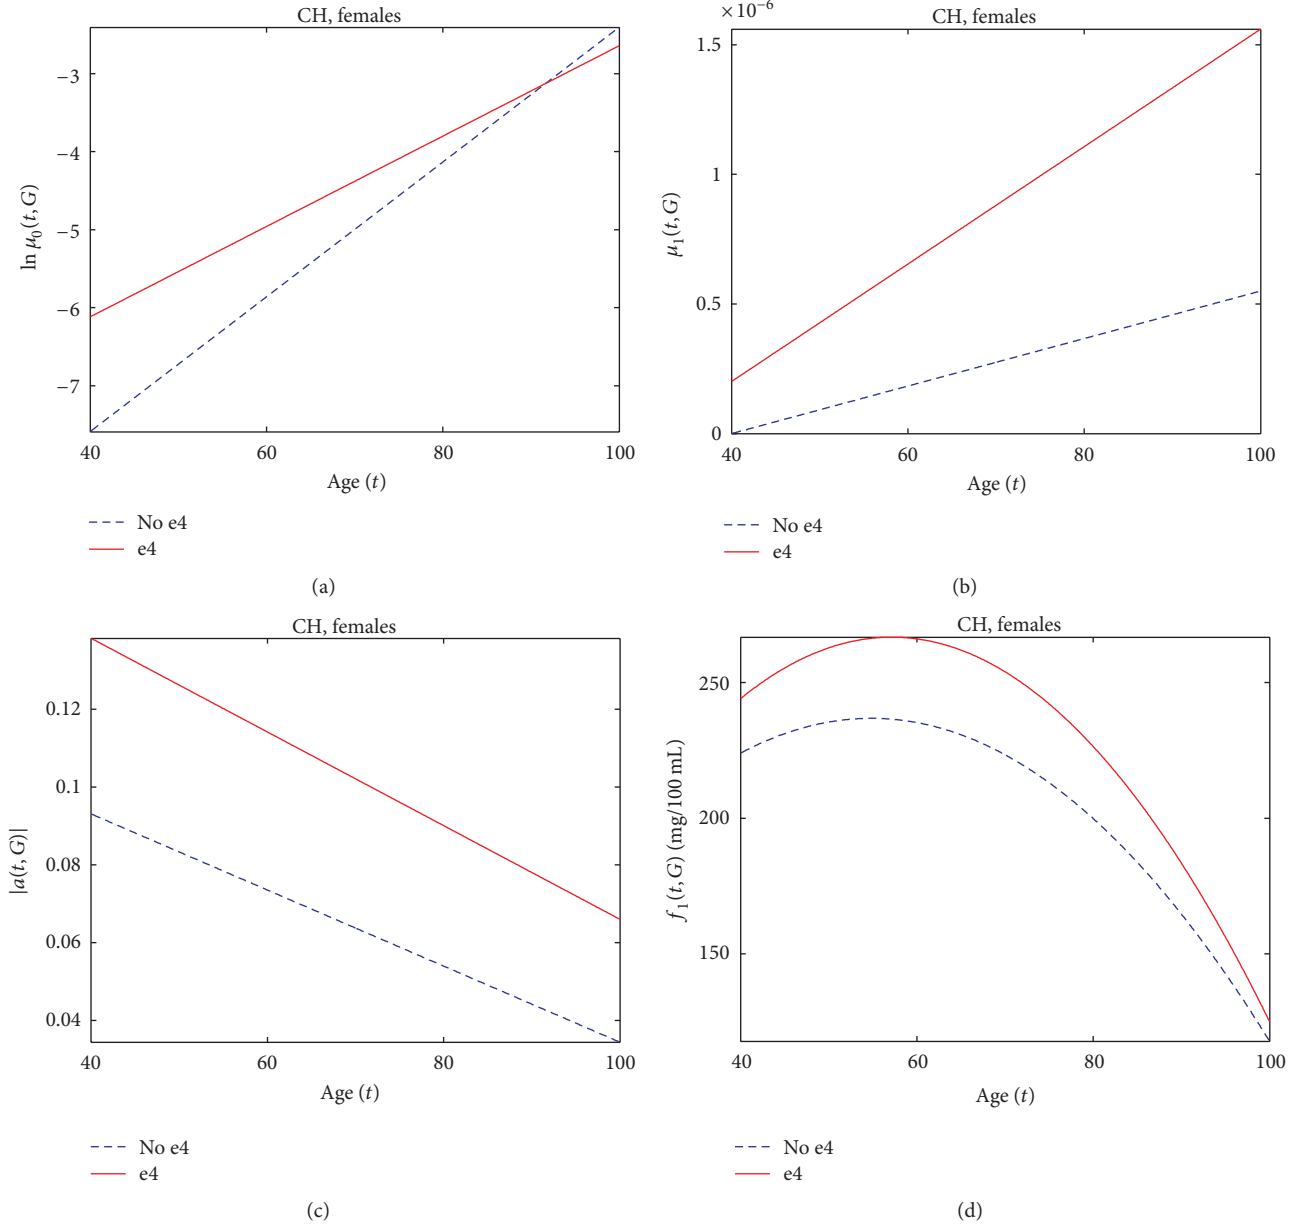 CH, females
−3
−4
−5
−6
−7
ln μ₀(t, G)
40
60
80
100
Age (t)
No e4
e4
(a)
×10⁻⁶
CH, females
1.5
1
0.5
0
μ₁(t, G)
40
60
80
100
Age (t)
No e4
e4
(b)
CH, females
0.12
0.1
0.08
0.06
0.04
|a(t, G)|
40
60
80
100
Age (t)
No e4
e4
(c)
CH, females
250
200
150
f₁(t, G) (mg/100 mL)
40
60
80
100
Age (t)
No e4
e4
(d)